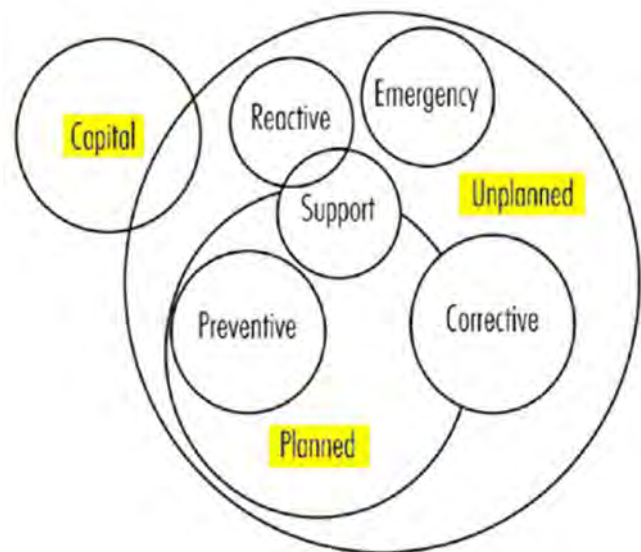 Emergency
Reactive
Capital
Unplanned
Support
Preventive
Corrective
Planned